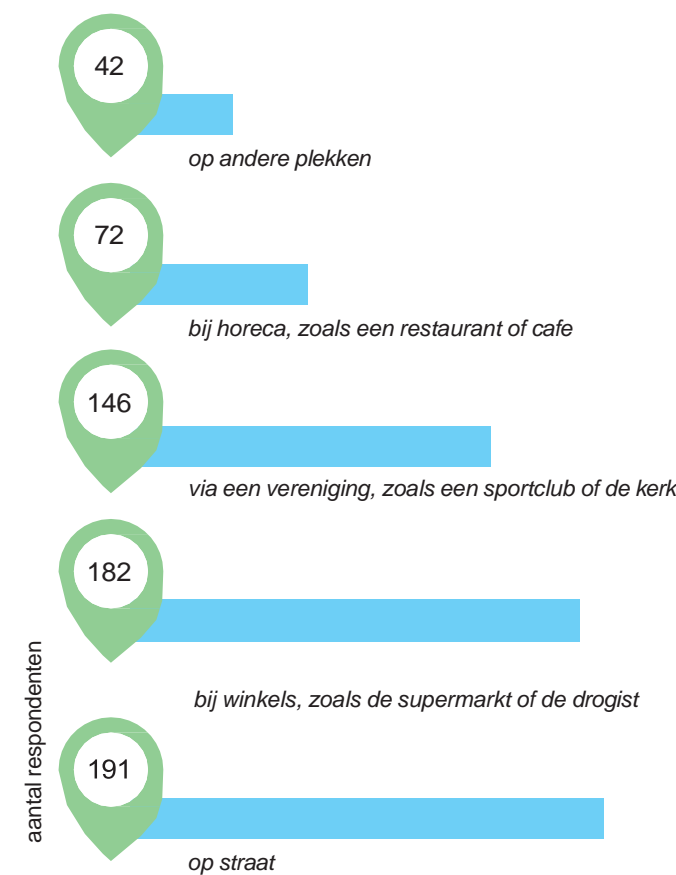 42
op andere plekken
72
bij horeca, zoals een restaurant of cafe
146
via een vereniging, zoals een sportclub of de kerk
182
bij winkels, zoals de supermarkt of de drogist
191
op straat
aantal respondenten